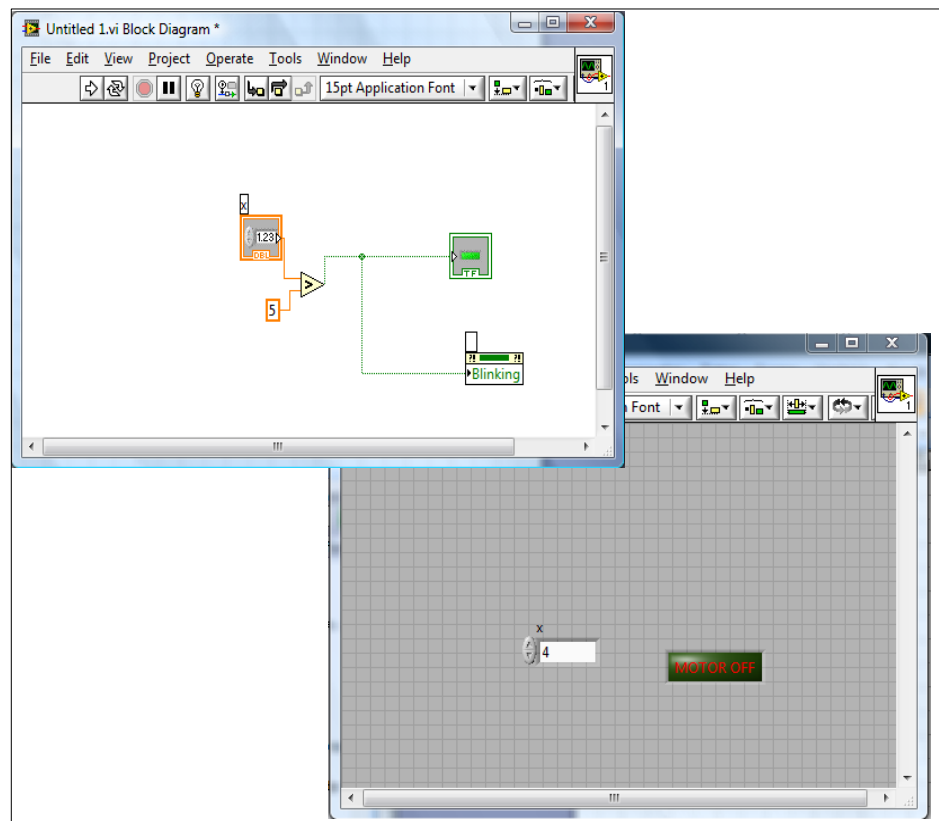 Untitled 1.vi Block Diagram *
File Edit View Project Operate Tools Window Help
15pt Application Font
1
x
1.23
DBL
>
5
TF
?! ?!
Blinking
ols Window Help
n Font
1
x
4
MOTOR OFF